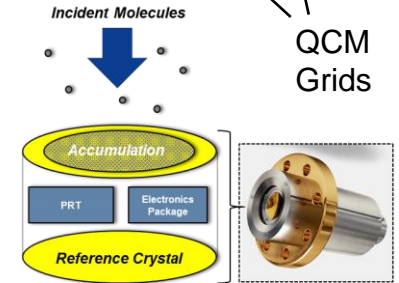 Incident Molecules
QCM
Grids
Accumulation
PRT
Electronics
Package
Reference Crystal